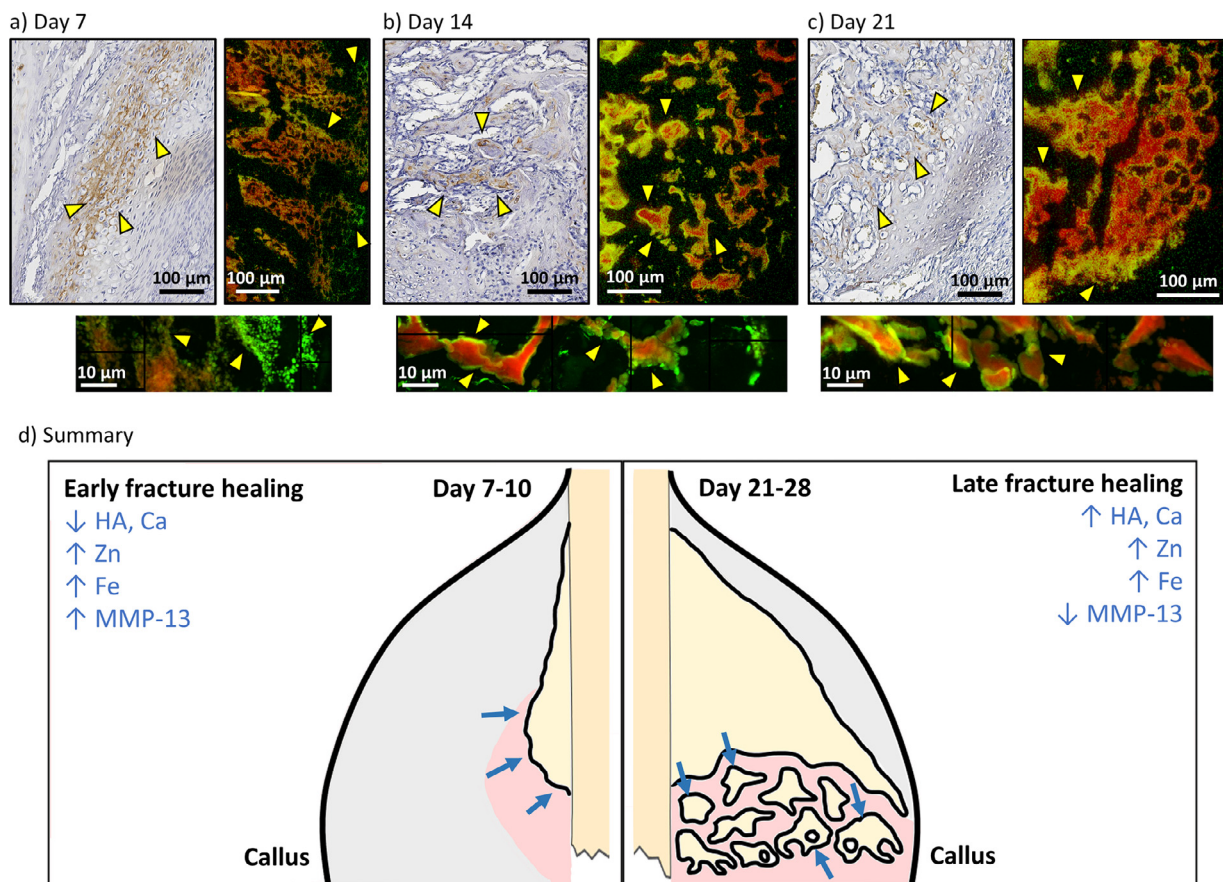 a) Day 7
b) Day 14
c) Day 21
100 µm
100 µm
100 µm
100 µm
100 µm
100 µm
10 µm
10 µm
10 µm
d) Summary
Early fracture healing
↓ HA, Ca
↑ Zn
↑ Fe
↑ MMP-13
Day 7-10
Callus
Day 21-28
Late fracture healing
↑ HA, Ca
↑ Zn
↑ Fe
↓ MMP-13
Callus